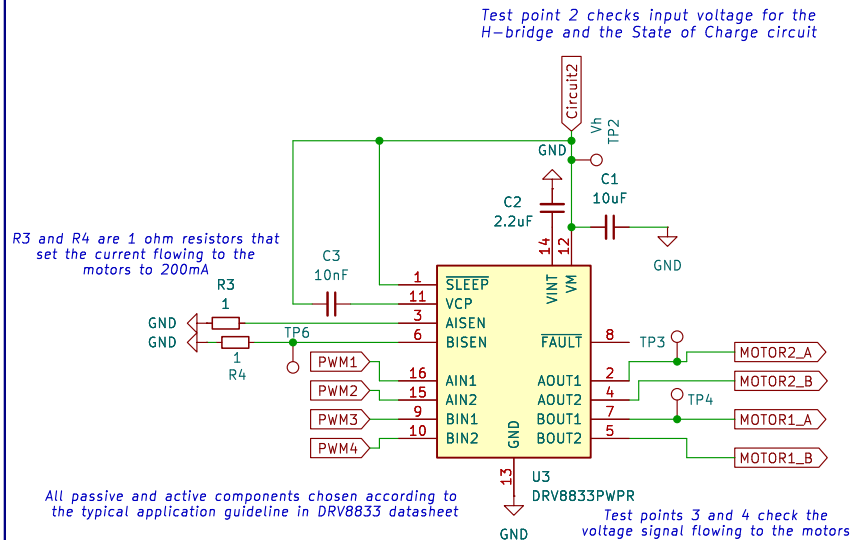 Test point 2 checks input voltage for the
H-bridge and the State of Charge circuit
Circuit2
Vh
TP2
GND
C1
10uF
C2
2.2uF
GND
14
12
R3 and R4 are 1 ohm resistors that
set the current flowing to the
motors to 200mA
C3
10nF
R3
1
GND
GND
1
R4
TP6
1
11
3
6
16
15
9
10
SLEEP
VCP
AISEN
BISEN
AIN1
AIN2
BIN1
BIN2
VINT
VM
FAULT
AOUT1
AOUT2
BOUT1
BOUT2
GND
8
2
4
7
5
13
PWM1
PWM2
PWM3
PWM4
TP3
TP4
MOTOR2_A
MOTOR2_B
MOTOR1_A
MOTOR1_B
U3
DRV8833PWPR
GND
All passive and active components chosen according to
the typical application guideline in DRV8833 datasheet
Test points 3 and 4 check the
voltage signal flowing to the motors